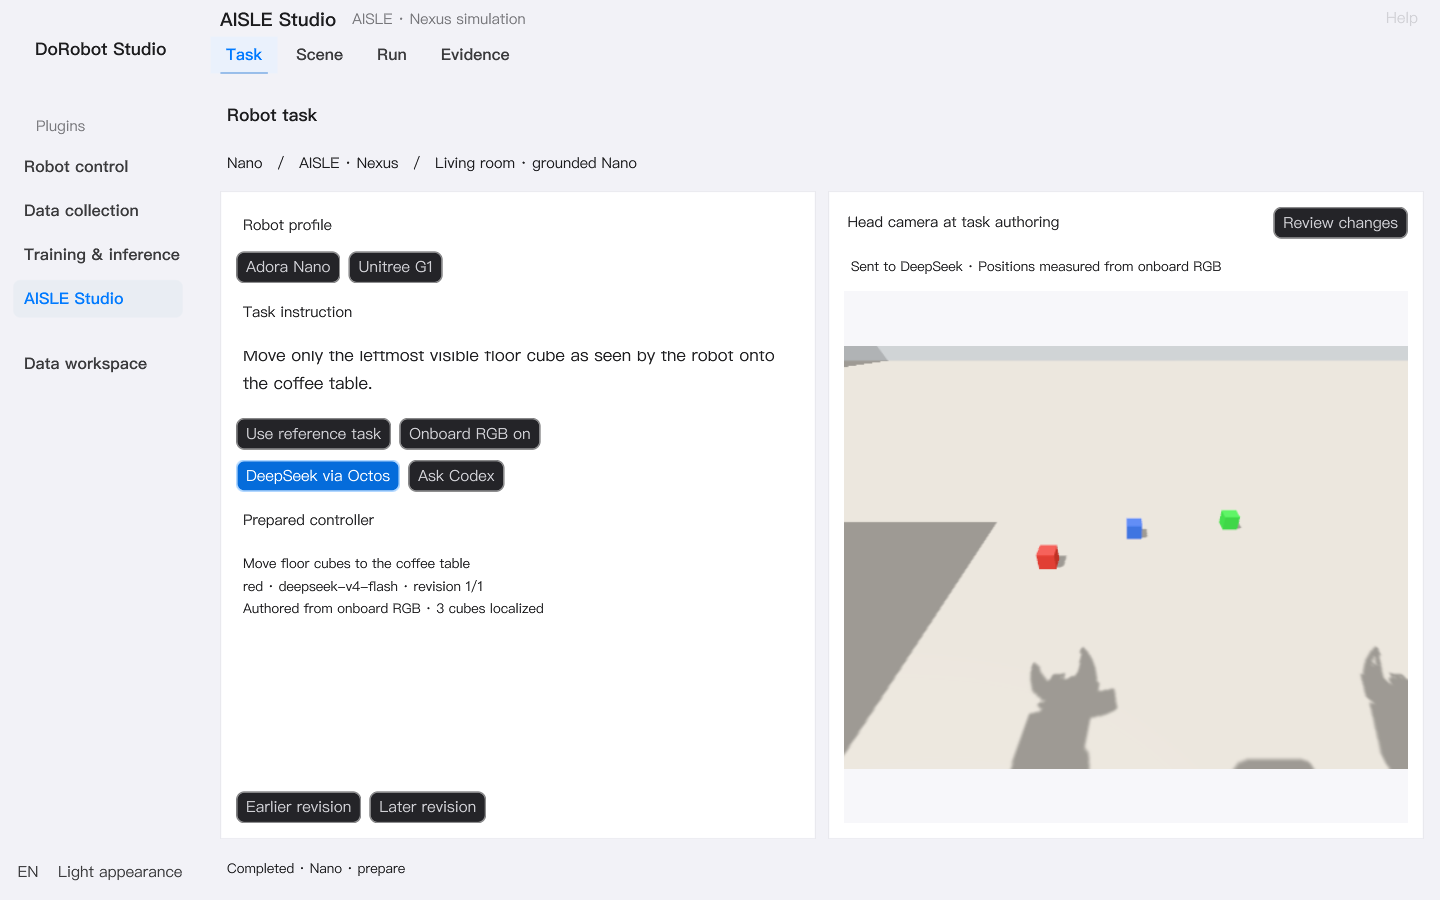 DoRobot Studio
AISLE Studio AISLE · Nexus simulation
Help
Task Scene Run Evidence
Plugins
Robot control
Data collection
Training & inference
AISLE Studio
Data workspace
EN Light appearance
Robot task
Nano / AISLE · Nexus / Living room · grounded Nano
Robot profile
Adora Nano Unitree G1
Task instruction
Move only the leftmost visible floor cube as seen by the robot onto
the coffee table.
Use reference task Onboard RGB on
DeepSeek via Octos Ask Codex
Prepared controller
Move floor cubes to the coffee table
red · deepseek-v4-flash · revision 1/1
Authored from onboard RGB · 3 cubes localized
Earlier revision Later revision
Head camera at task authoring
Review changes
Sent to DeepSeek · Positions measured from onboard RGB
Completed · Nano · prepare